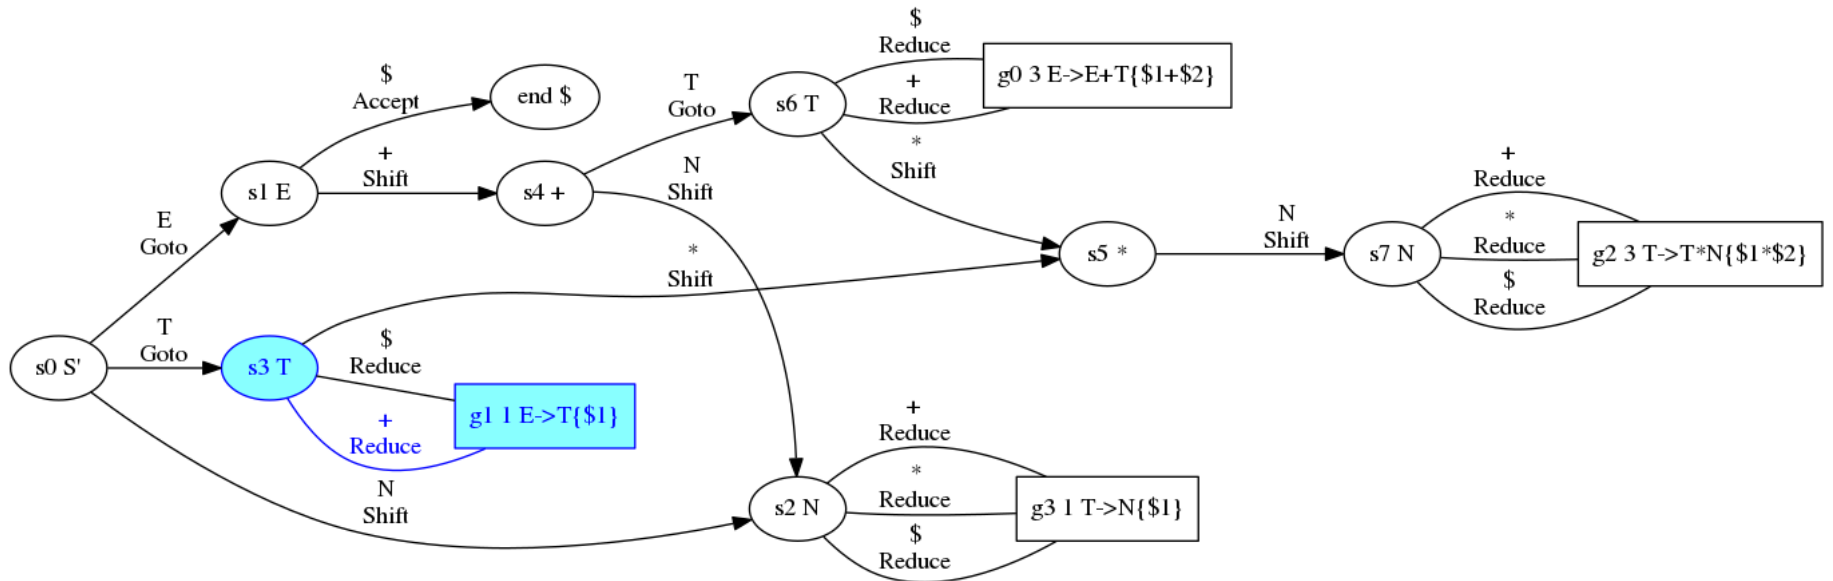 $
Reduce
g0 3 E->E+T{$1+$2}
$
Accept
end $
T
Goto
s6 T
+
Reduce
*
Shift
+
Shift
s1 E
s4 +
N
Shift
+
Reduce
E
Goto
*
Shift
s5 *
N
Shift
s7 N
*
Reduce
g2 3 T->T*N{$1*$2}
$
Reduce
T
Goto
s0 S'
s3 T
$
Reduce
g1 1 E->T{$1}
+
Reduce
N
Shift
+
Reduce
*
Reduce
s2 N
g3 1 T->N{$1}
$
Reduce